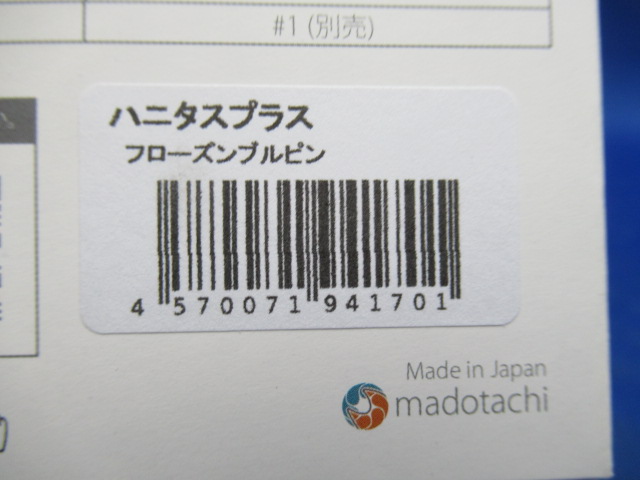 #1 (別売)
ハニタスプラス
フローズンブルピン
4 570071 941701
Made in Japan
madotachi